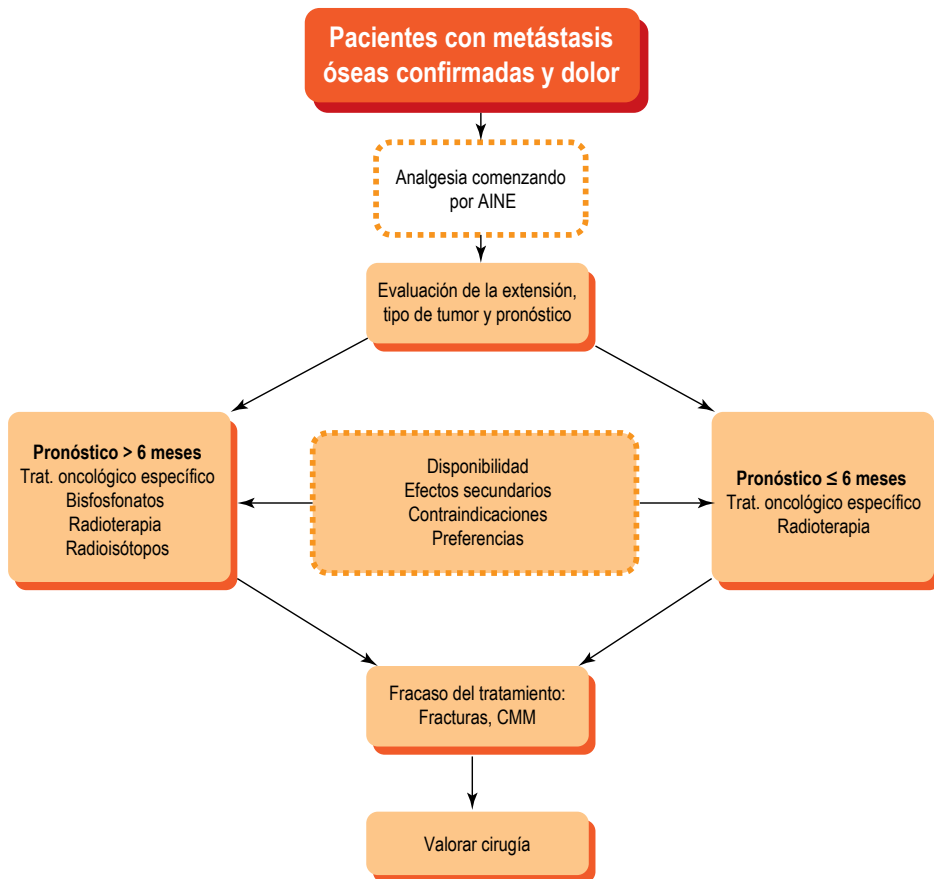 Pacientes con metástasis
óseas confirmadas y dolor
Analgesia comenzando
por AINE
Evaluación de la extensión,
tipo de tumor y pronóstico
Pronóstico > 6 meses
Trat. oncológico específico
Bisfosfonatos
Radioterapia
Radioisótopos
Disponibilidad
Efectos secundarios
Contraindicaciones
Preferencias
Pronóstico ≤ 6 meses
Trat. oncológico específico
Radioterapia
Fracaso del tratamiento:
Fracturas, CMM
Valorar cirugía